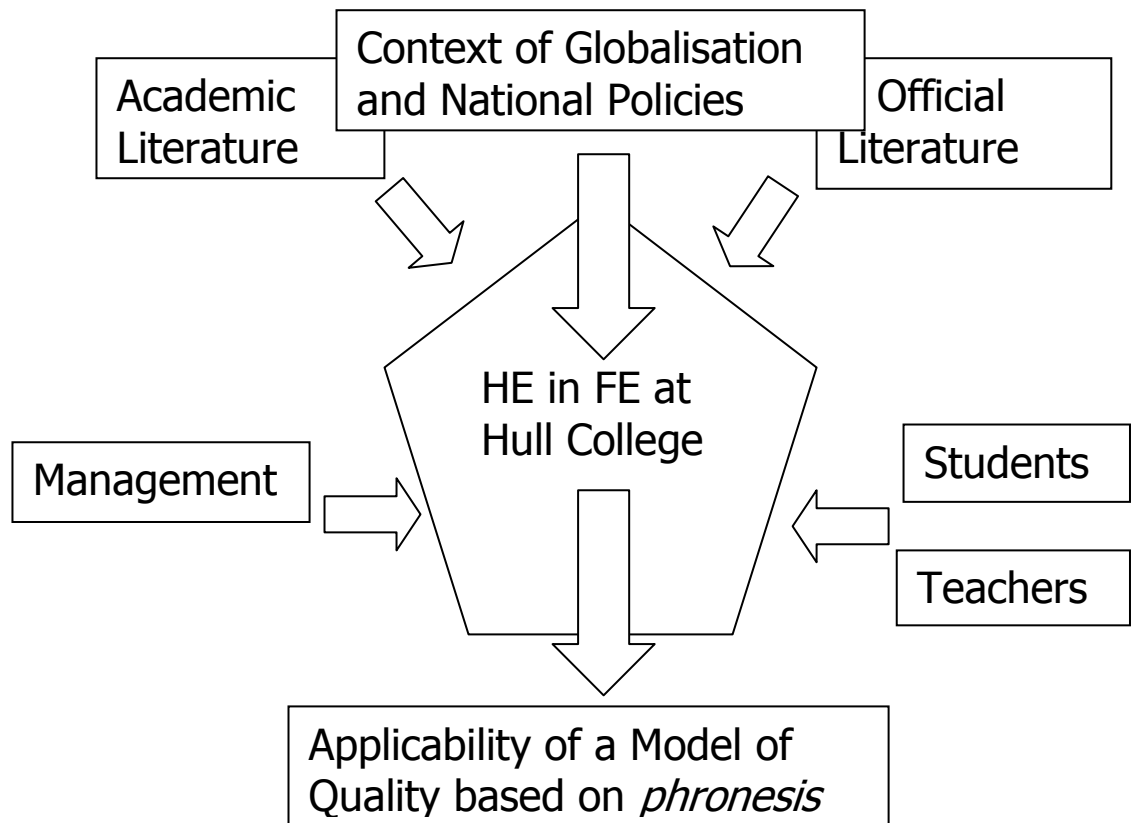 Context of Globalisation
and National Policies
Academic
Literature
Official
Literature
HE in FE at
Hull College
Management
Students
Teachers
Applicability of a Model of
Quality based on phronesis